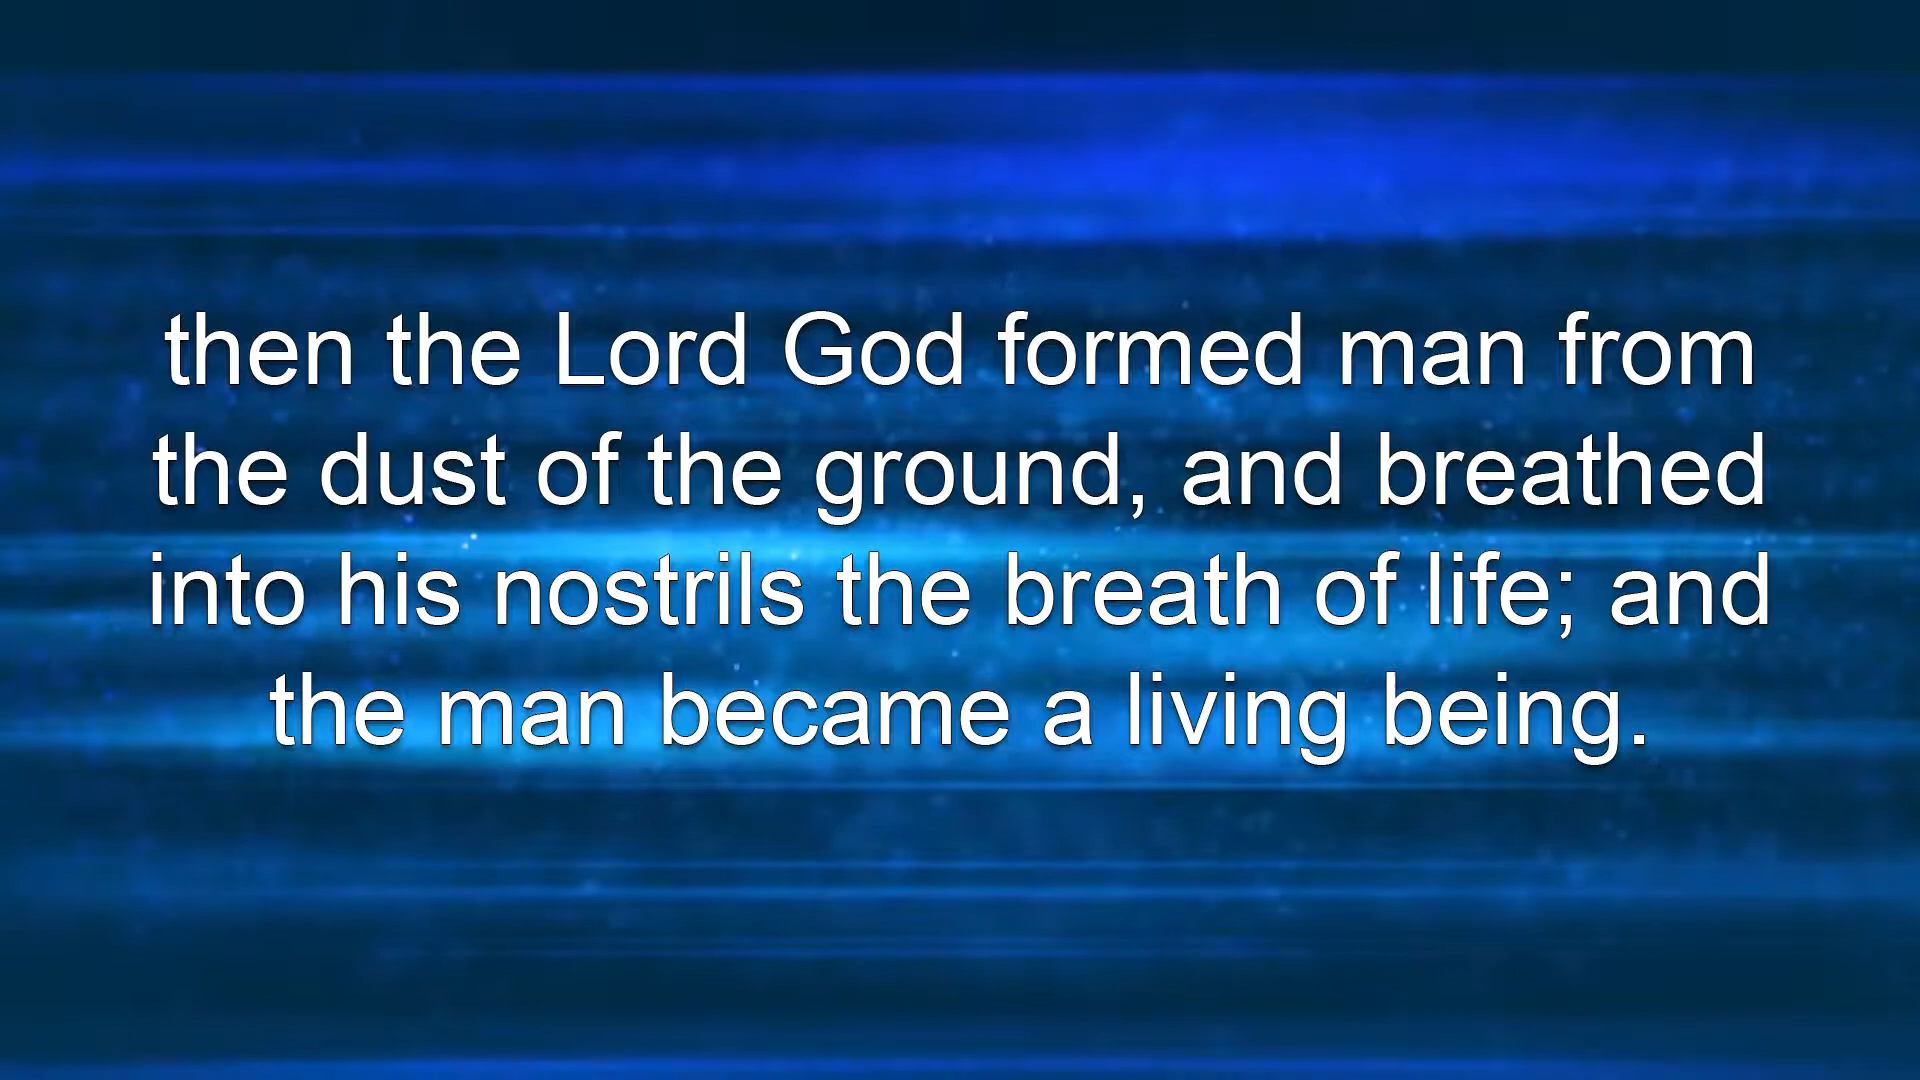 then the Lord God formed man from
the dust of the ground, and breathed
into his nostrils the breath of life; and
the man became a living being.